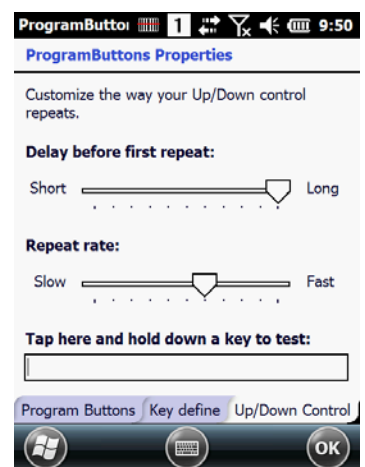 ProgramButtor 1 9:50
ProgramButtons Properties
Customize the way your Up/Down control
repeats.
Delay before first repeat:
Short Long
Repeat rate:
Slow Fast
Tap here and hold down a key to test:
Program Buttons Key define Up/Down Control
OK